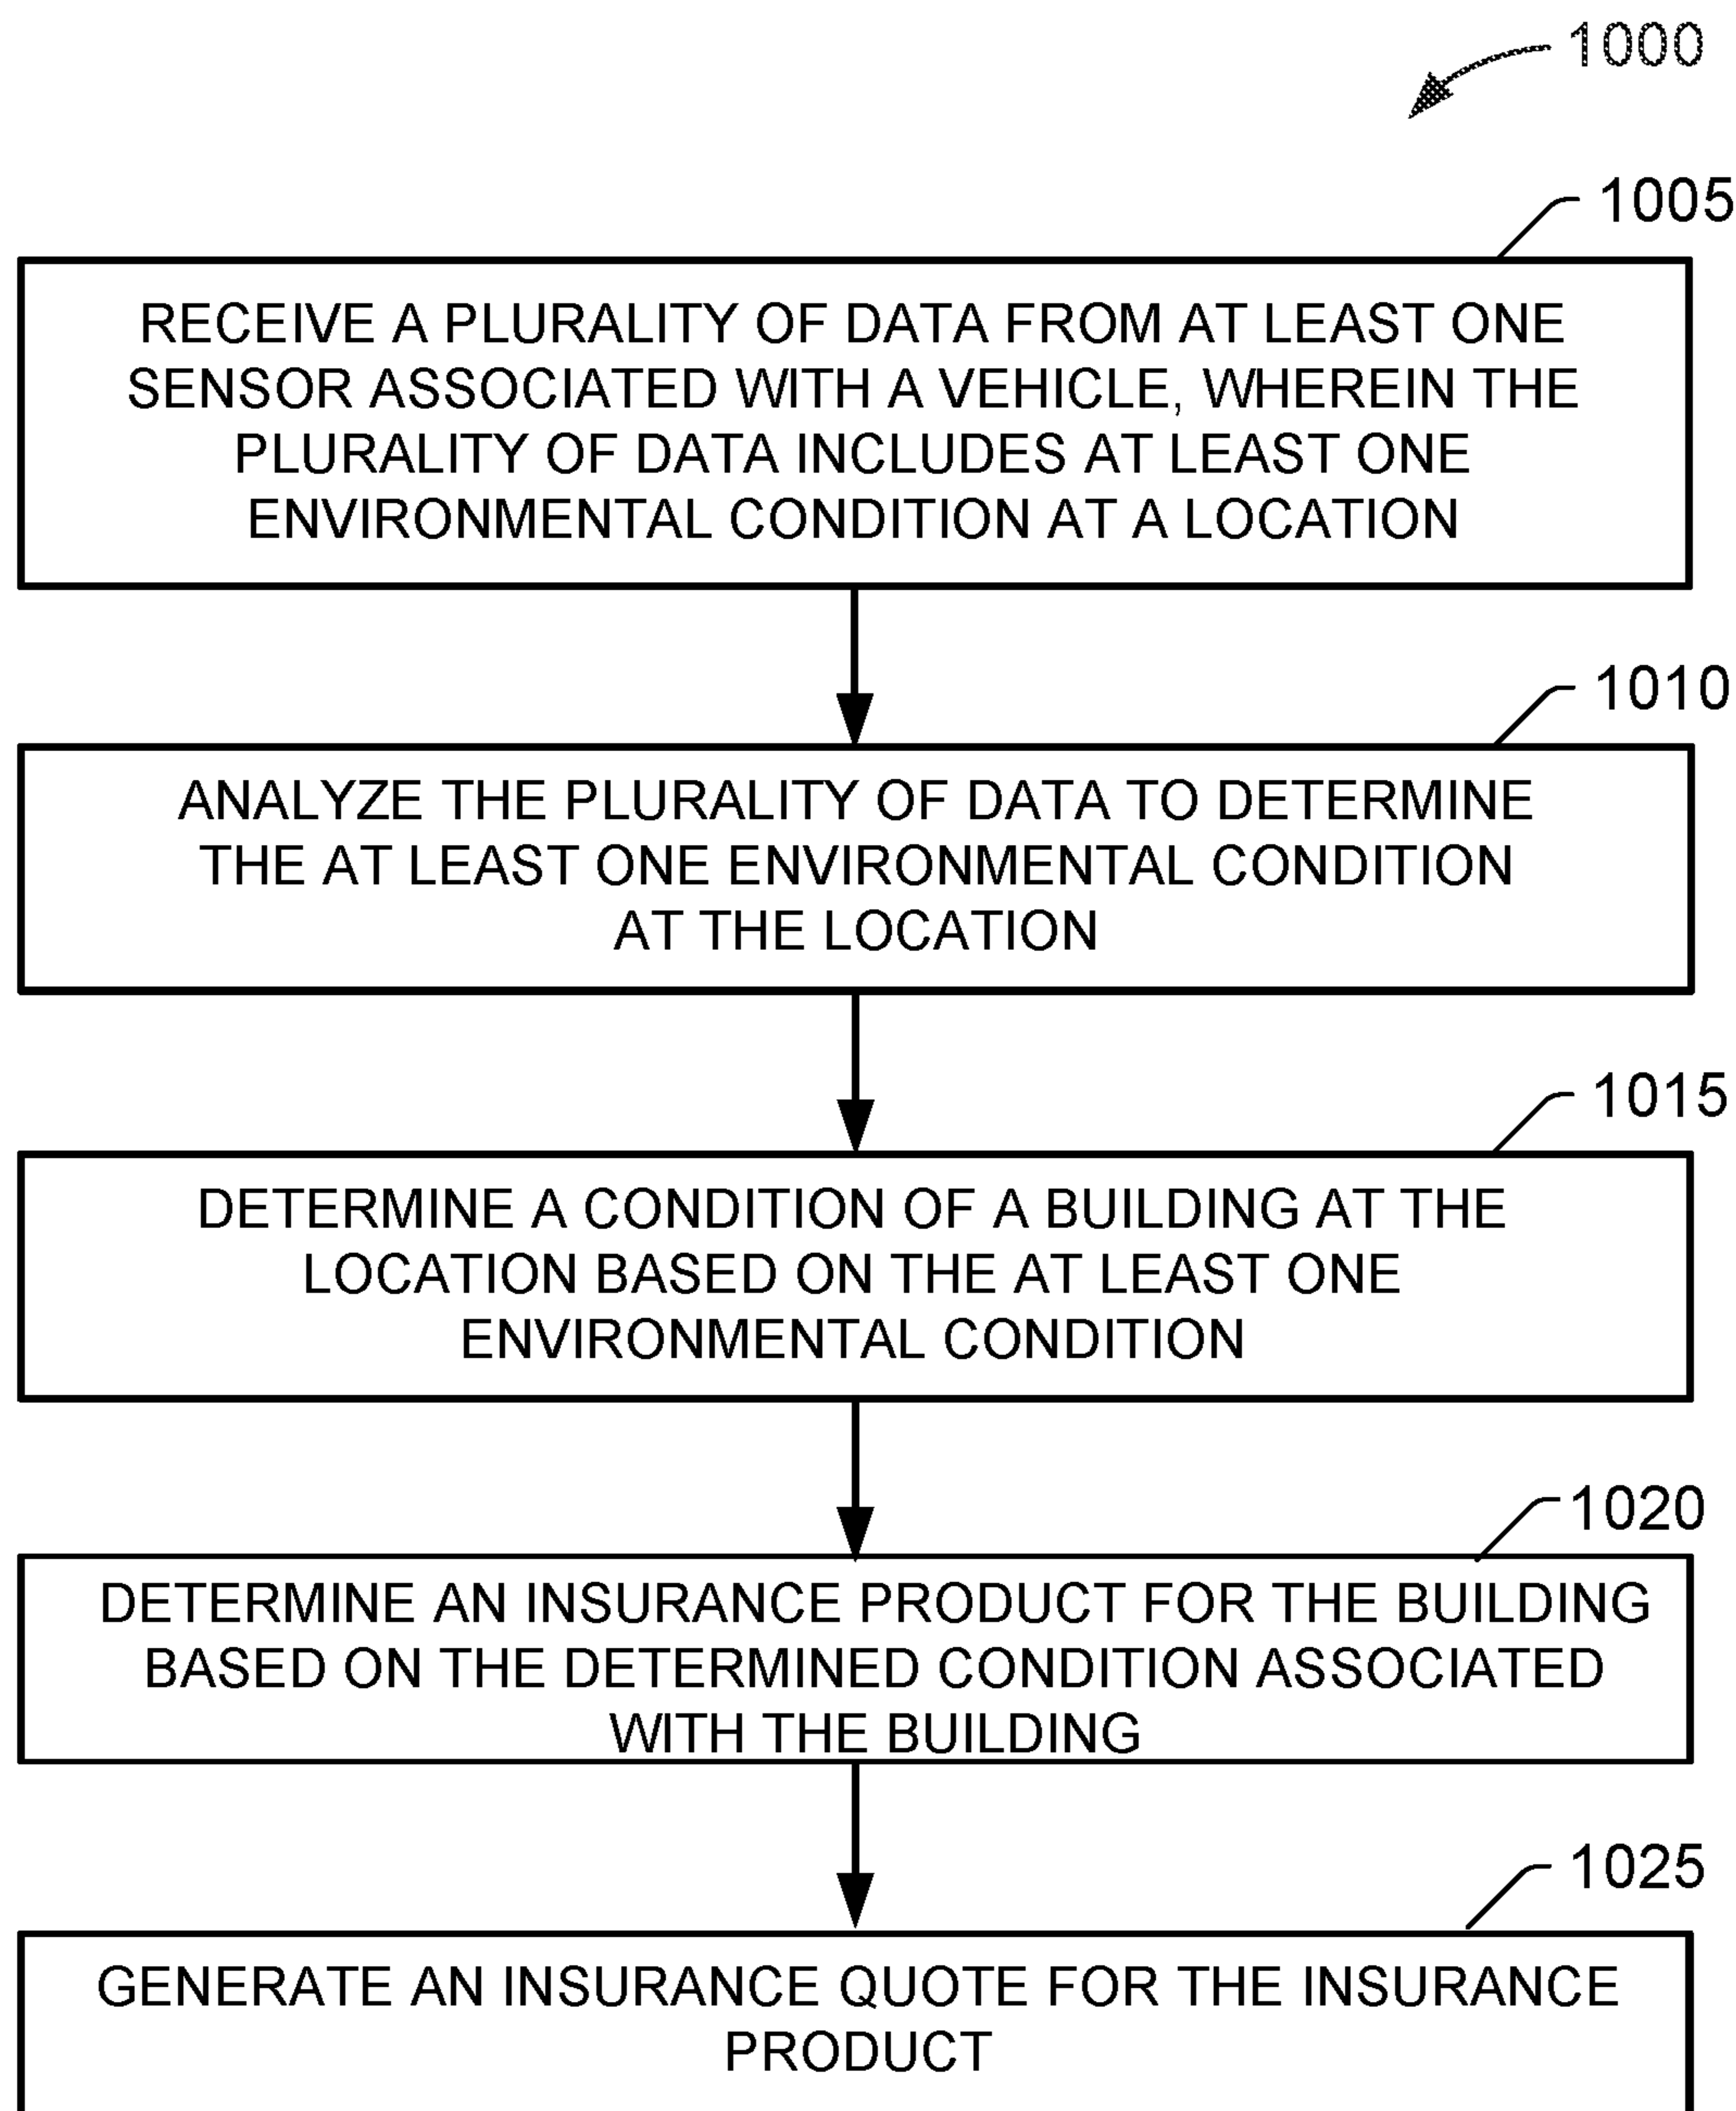 1000
1005
RECEIVE A PLURALITY OF DATA FROM AT LEAST ONE
SENSOR ASSOCIATED WITH A VEHICLE, WHEREIN THE
PLURALITY OF DATA INCLUDES AT LEAST ONE
ENVIRONMENTAL CONDITION AT A LOCATION
1010
ANALYZE THE PLURALITY OF DATA TO DETERMINE
THE AT LEAST ONE ENVIRONMENTAL CONDITION
AT THE LOCATION
1015
DETERMINE A CONDITION OF A BUILDING AT THE
LOCATION BASED ON THE AT LEAST ONE
ENVIRONMENTAL CONDITION
1020
DETERMINE AN INSURANCE PRODUCT FOR THE BUILDING
BASED ON THE DETERMINED CONDITION ASSOCIATED
WITH THE BUILDING
1025
GENERATE AN INSURANCE QUOTE FOR THE INSURANCE
PRODUCT